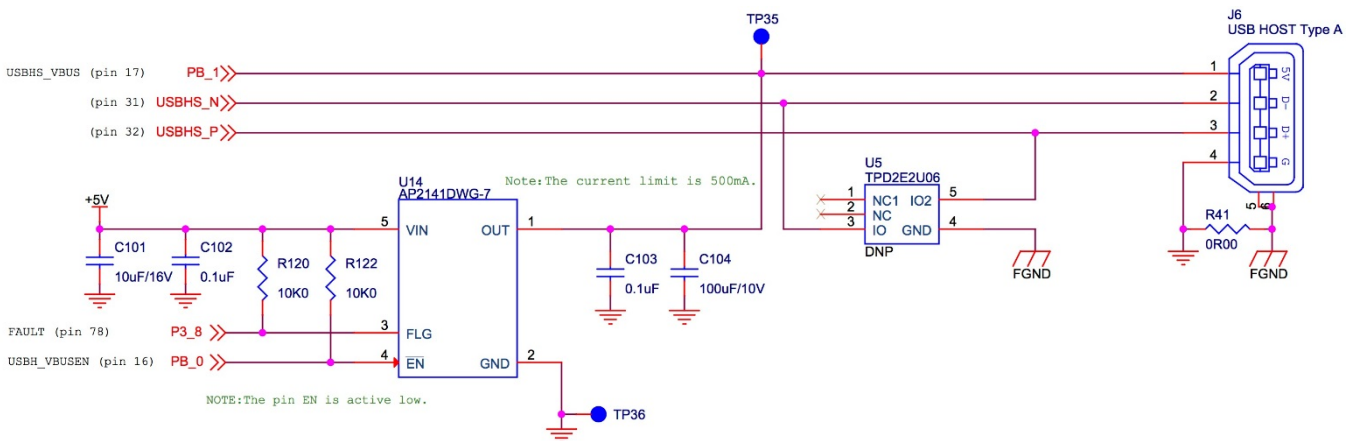 TP35
J6
USB HOST Type A
USBHS_VBUS (pin 17) PB_1 1 5V
(pin 31) USBHS_N 2 D-
(pin 32) USBHS_P 3 D+
4 G
U5
TPD2E2U06
1 NC1 IO2 5
2 NC
3 IO GND 4
DNP
5 6
R41
0R00
FGND
FGND
U14
AP2141DWG-7
Note:The current limit is 500mA.
+5V
5 VIN OUT 1
C101
10uF/16V
C102
0.1uF
R120
10K0
R122
10K0
C103
0.1uF
C104
100uF/10V
FAULT (pin 78) P3_8 3 FLG
USBH_VBUSEN (pin 16) PB_0 4 EN GND 2
NOTE:The pin EN is active low.
TP36